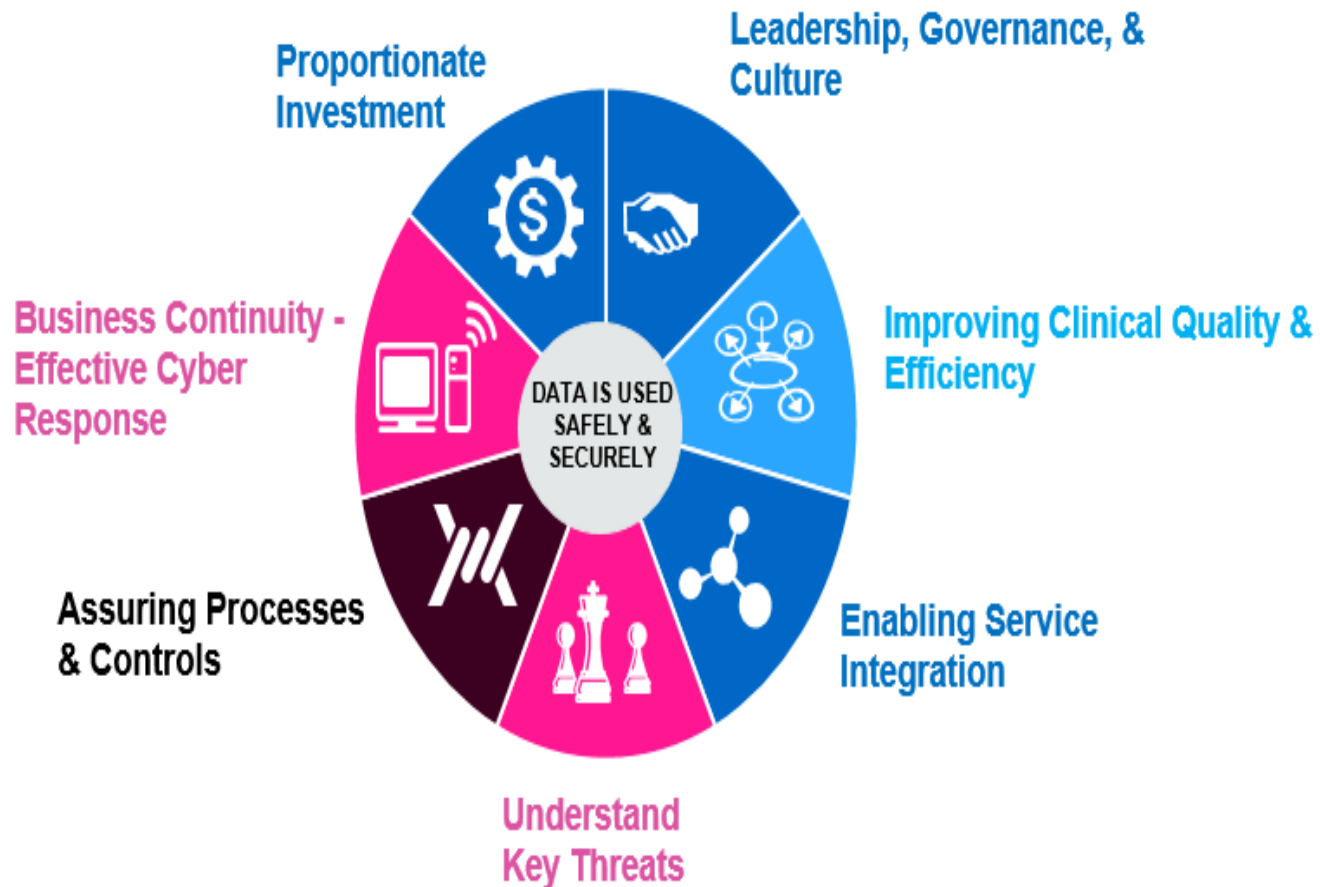 Proportionate
Investment
Leadership, Governance, &
Culture
$
Business Continuity -
Effective Cyber
Response
DATA IS USED
SAFELY &
SECURELY
Improving Clinical Quality &
Efficiency
Assuring Processes
& Controls
Enabling Service
Integration
Understand
Key Threats